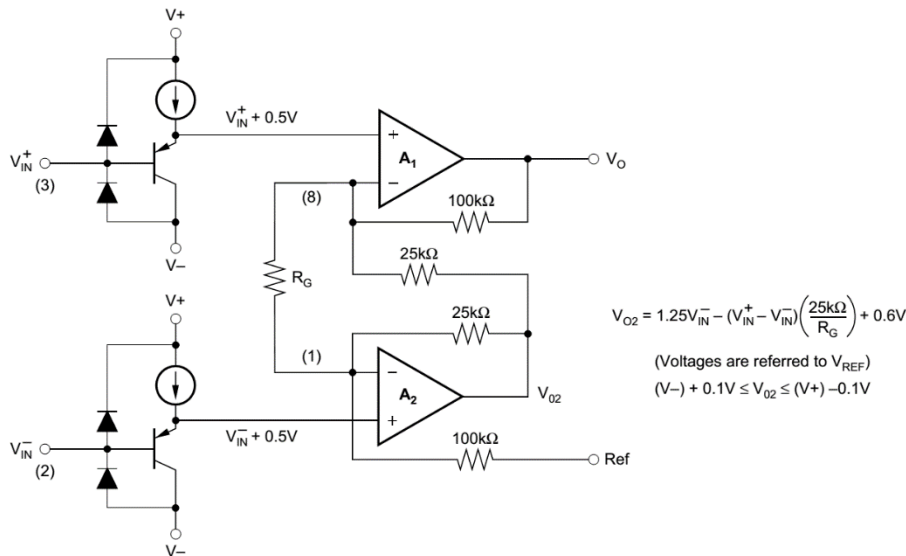 V+
V⁺IN + 0.5V
V⁺IN
(3)
V–
+
A1
–
VO
(8)
100kΩ
25kΩ
RG
25kΩ
(1)
–
A2
+
V02
V+
V⁻IN + 0.5V
V⁻IN
(2)
V–
100kΩ
Ref
VO2 = 1.25V⁻IN – (V⁺IN – V⁻IN)(25kΩ/RG) + 0.6V
(Voltages are referred to VREF)
(V–) + 0.1V ≤ V02 ≤ (V+) –0.1V